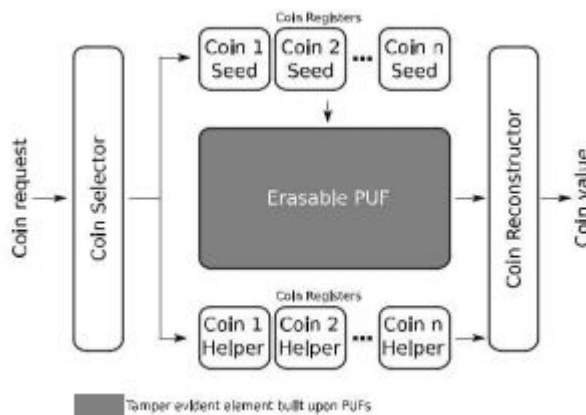 Coin Registers
Coin 1 Seed
Coin 2 Seed
...
Coin n Seed
Coin request
Coin Selector
Erasable PUF
Coin Reconstructor
Coin value
Coin Registers
Coin 1 Helper
Coin 2 Helper
...
Coin n Helper
Tamper evident element built upon PUFs